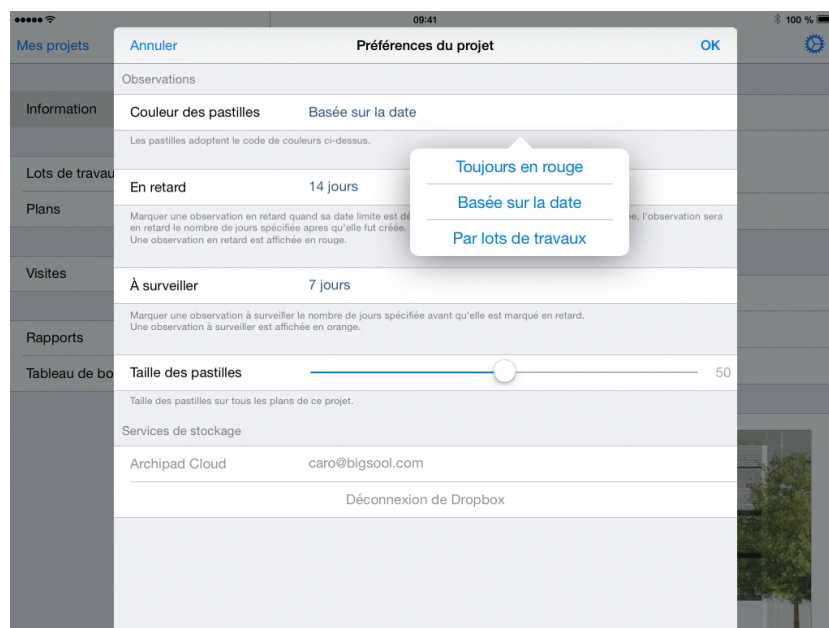 09:41
100 %
Mes projets
Annuler
Préférences du projet
OK
Observations
Information
Couleur des pastilles
Basée sur la date
Les pastilles adoptent le code de couleurs ci-dessus.
Toujours en rouge
Basée sur la date
Par lots de travaux
Lots de travau
En retard
14 jours
Plans
Marquer une observation en retard quand sa date limite est dé
e, l'observation sera
en retard le nombre de jours spécifiée apres qu'elle fut créée.
Une observation en retard est affichée en rouge.
Visites
À surveiller
7 jours
Marquer une observation à surveiller le nombre de jours spécifiée avant qu'elle est marqué en retard.
Une observation à surveiller est affichée en orange.
Rapports
Tableau de bo
Taille des pastilles
50
Taille des pastilles sur tous les plans de ce projet.
Services de stockage
Archipad Cloud
caro@bigsool.com
Déconnexion de Dropbox